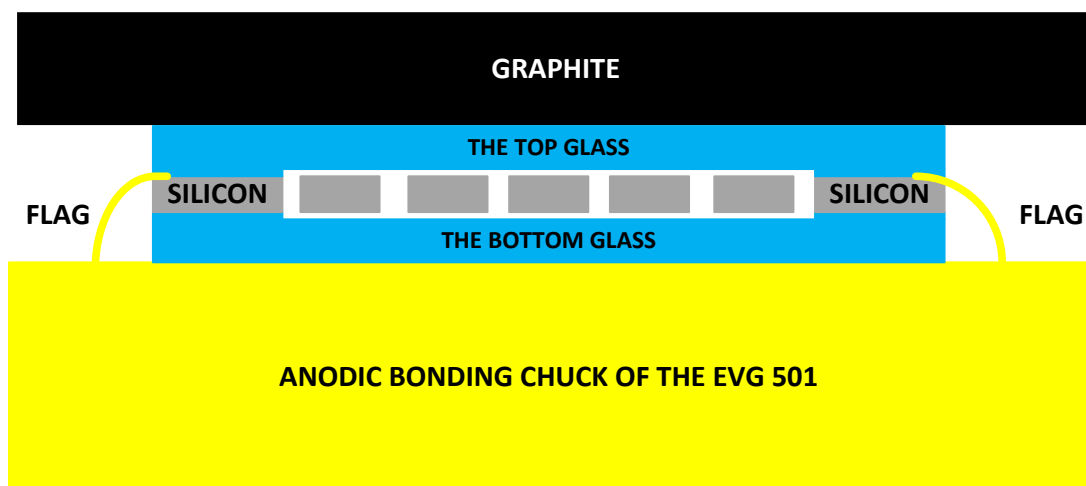 GRAPHITE
THE TOP GLASS
SILICON
SILICON
FLAG
FLAG
THE BOTTOM GLASS
ANODIC BONDING CHUCK OF THE EVG 501